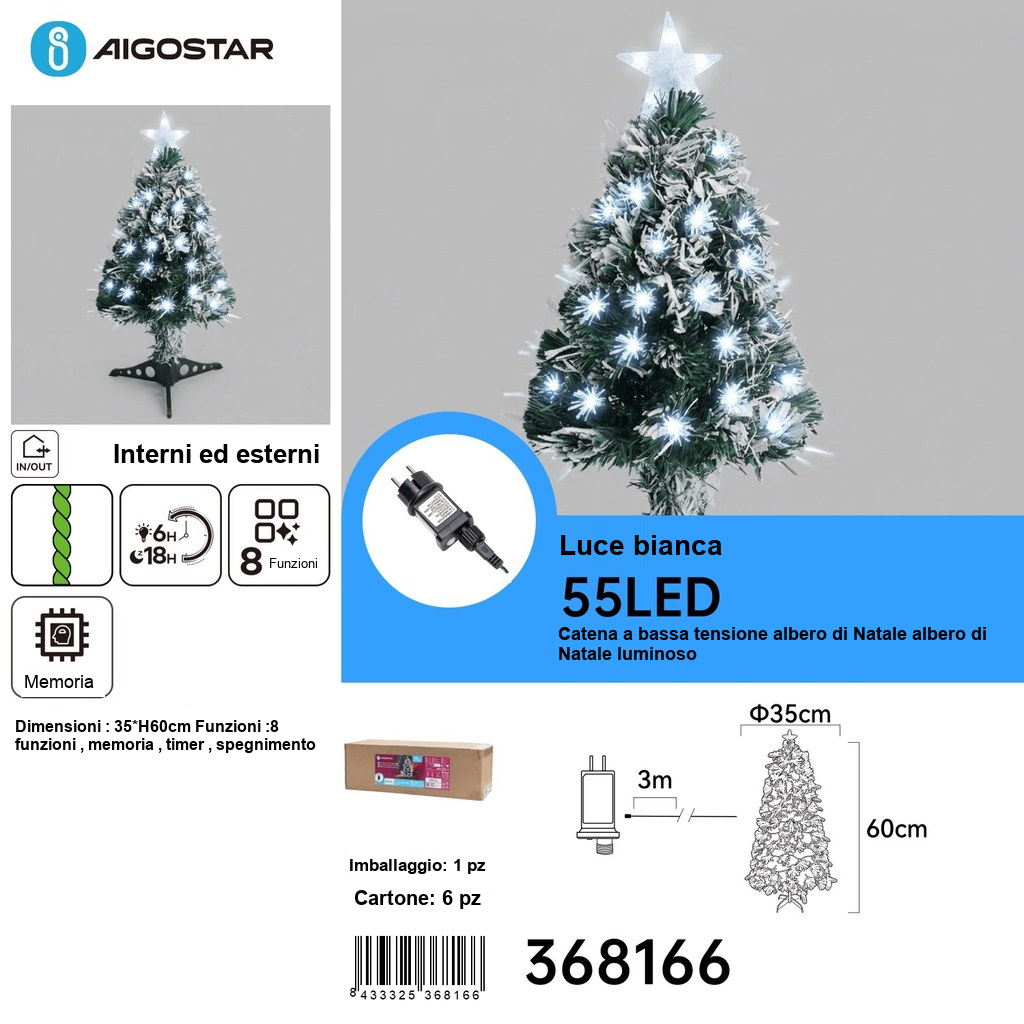 AIGOSTAR
IN/OUT
Interni ed esterni
6H
18H
8 Funzioni
Memoria
Dimensioni : 35*H60cm Funzioni :8
funzioni , memoria , timer , spegnimento
Luce bianca
55LED
Catena a bassa tensione albero di Natale albero di
Natale luminoso
Φ35cm
3m
60cm
Imballaggio: 1 pz
Cartone: 6 pz
8 433325 368166
368166